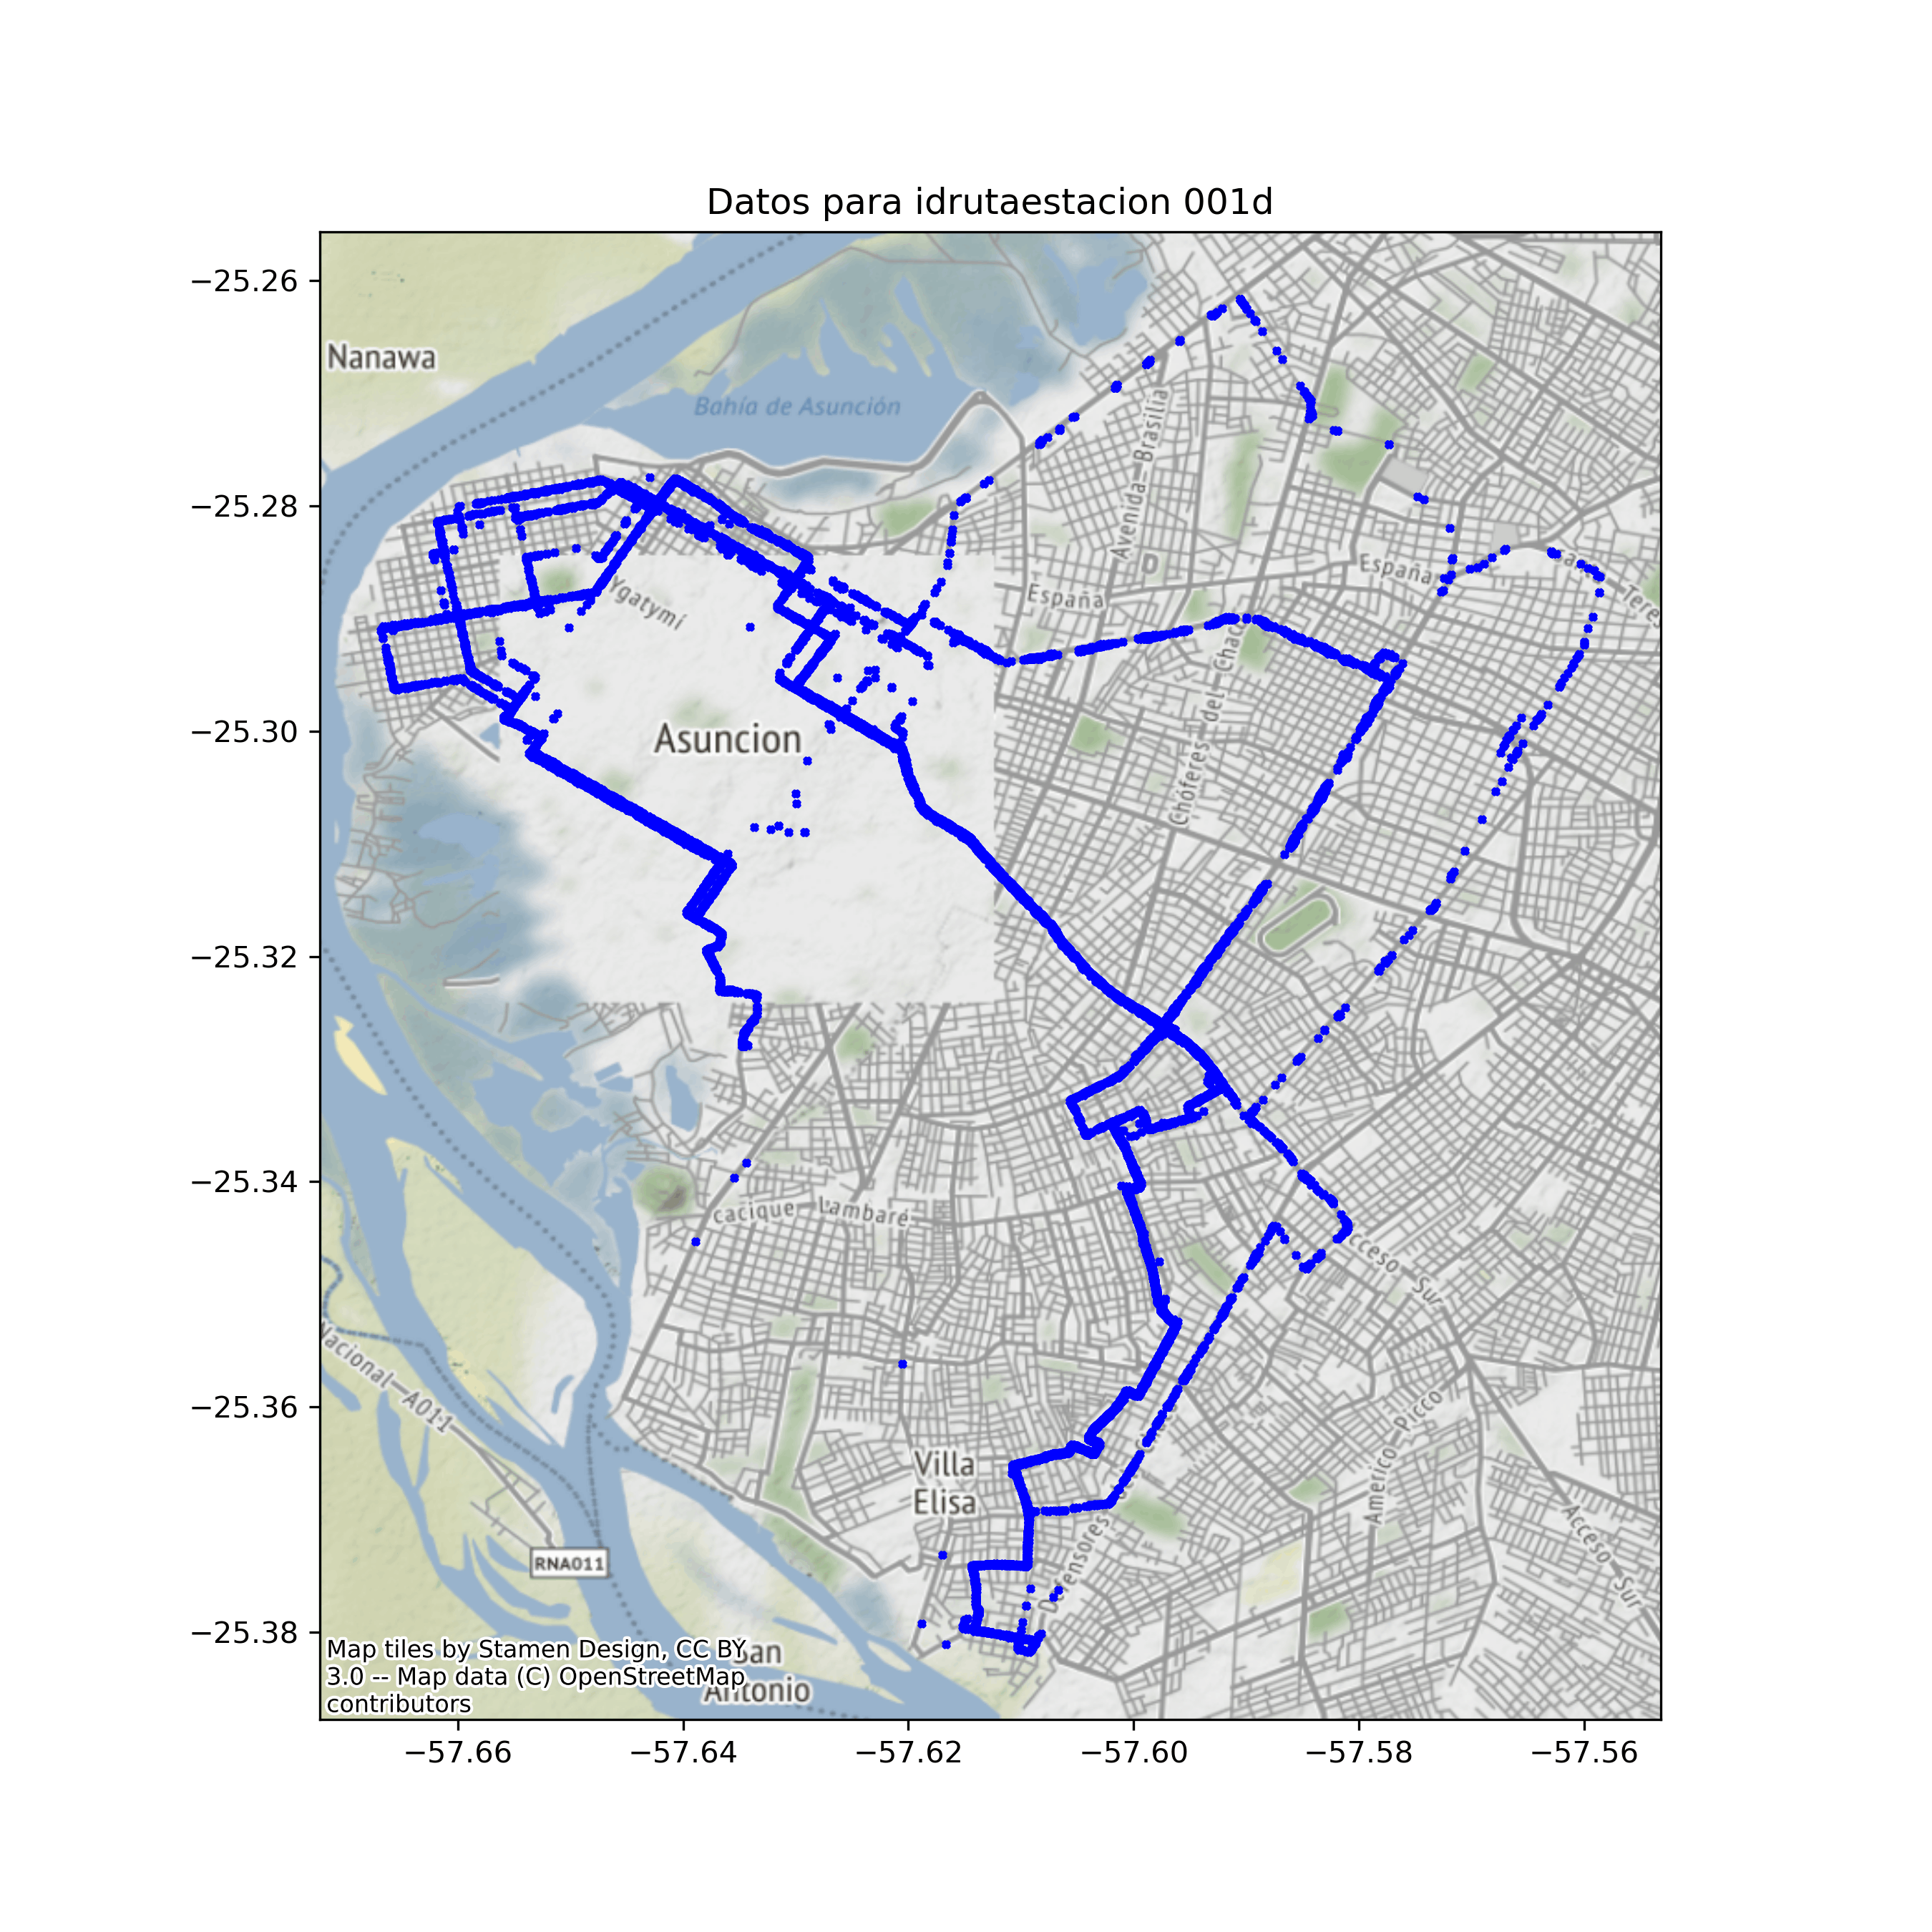 Datos para idrutaestacion 001d
−25.26
−25.28
−25.30
−25.32
−25.34
−25.36
−25.38
Nanawa
Bahía de Asunción
Avenida Brasilia
Ygatymí
España
España
Chóferes del Chaco
Asuncion
cacique Lambaré
Acceso Sur
Nacional A011
Americo Picco
Villa
Elisa
Defensores
Acceso Sur
RNA011
San
Antonio
Map tiles by Stamen Design, CC BY
3.0 -- Map data (C) OpenStreetMap
contributors
−57.66
−57.64
−57.62
−57.60
−57.58
−57.56